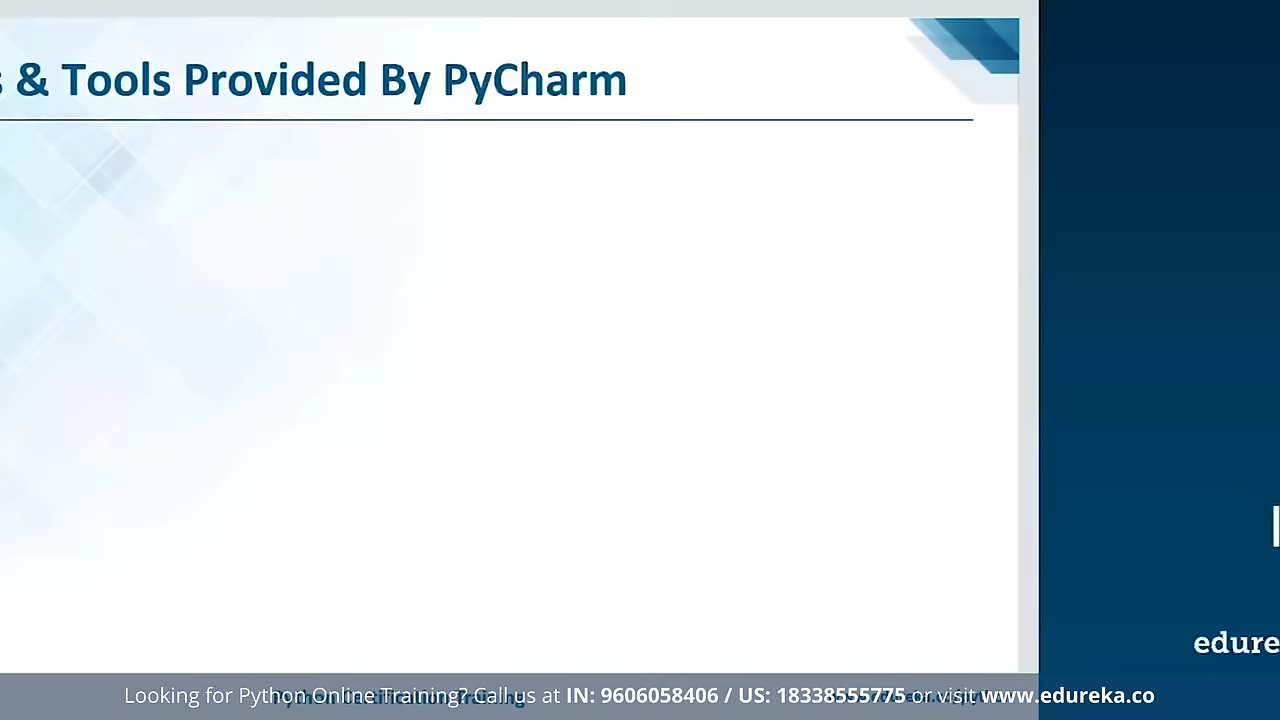 & Tools Provided By PyCharm
edure
Looking for Python Online Training? Call us at IN: 9606058406 / US: 18338555775 or visit www.edureka.co